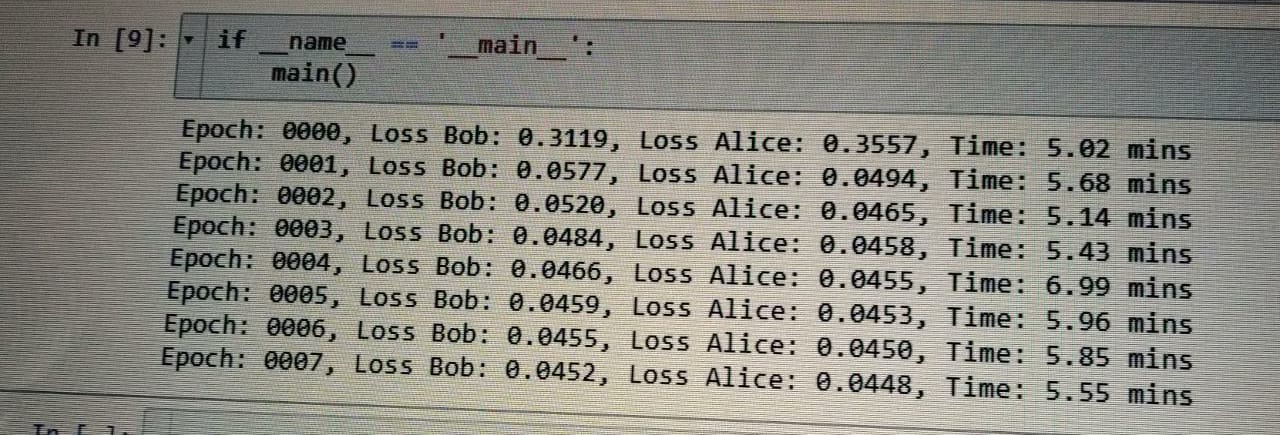 In [9]: if __name__ == '__main__':
main()
Epoch: 0000, Loss Bob: 0.3119, Loss Alice: 0.3557, Time: 5.02 mins
Epoch: 0001, Loss Bob: 0.0577, Loss Alice: 0.0494, Time: 5.68 mins
Epoch: 0002, Loss Bob: 0.0520, Loss Alice: 0.0465, Time: 5.14 mins
Epoch: 0003, Loss Bob: 0.0484, Loss Alice: 0.0458, Time: 5.43 mins
Epoch: 0004, Loss Bob: 0.0466, Loss Alice: 0.0455, Time: 6.99 mins
Epoch: 0005, Loss Bob: 0.0459, Loss Alice: 0.0453, Time: 5.96 mins
Epoch: 0006, Loss Bob: 0.0455, Loss Alice: 0.0450, Time: 5.85 mins
Epoch: 0007, Loss Bob: 0.0452, Loss Alice: 0.0448, Time: 5.55 mins
In [ ]: